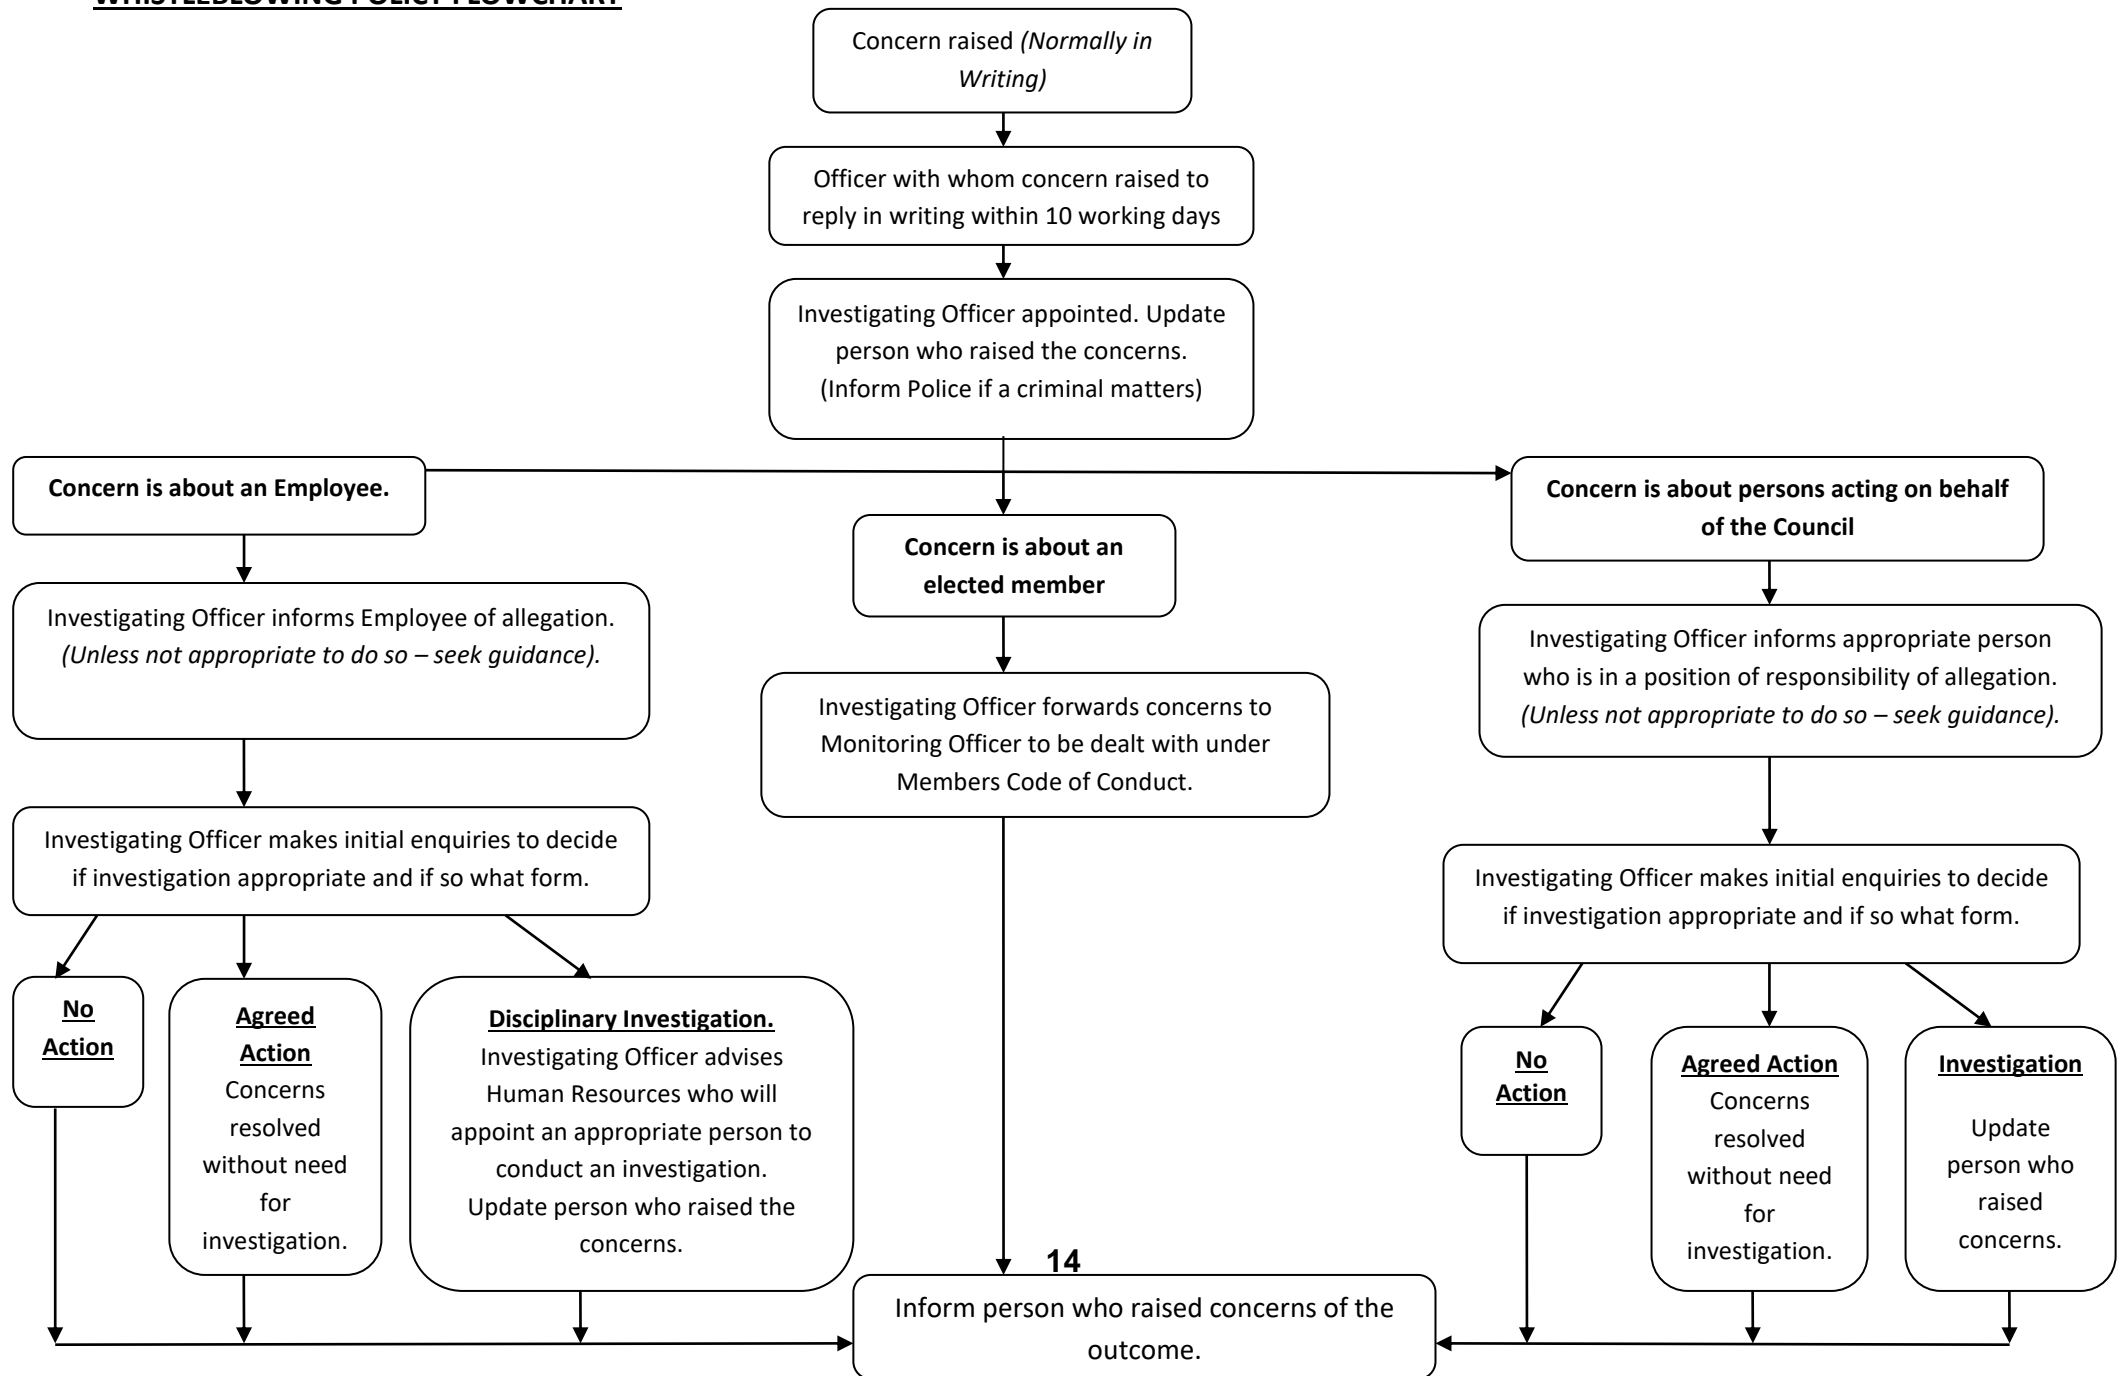 WHISTLEBLOWING POLICY FLOWCHART
Concern raised (Normally in
Writing)
Officer with whom concern raised to
reply in writing within 10 working days
Investigating Officer appointed. Update
person who raised the concerns.
(Inform Police if a criminal matters)
Concern is about an Employee.
Investigating Officer informs Employee of allegation.
(Unless not appropriate to do so – seek guidance).
Investigating Officer makes initial enquiries to decide
if investigation appropriate and if so what form.
No
Action
Agreed
Action
Concerns
resolved
without need
for
investigation.
Disciplinary Investigation.
Investigating Officer advises
Human Resources who will
appoint an appropriate person to
conduct an investigation.
Update person who raised the
concerns.
Concern is about an
elected member
Investigating Officer forwards concerns to
Monitoring Officer to be dealt with under
Members Code of Conduct.
Concern is about persons acting on behalf
of the Council
Investigating Officer informs appropriate person
who is in a position of responsibility of allegation.
(Unless not appropriate to do so – seek guidance).
Investigating Officer makes initial enquiries to decide
if investigation appropriate and if so what form.
No
Action
Agreed Action
Concerns
resolved
without need
for
investigation.
Investigation
Update
person who
raised
concerns.
14
Inform person who raised concerns of the
outcome.